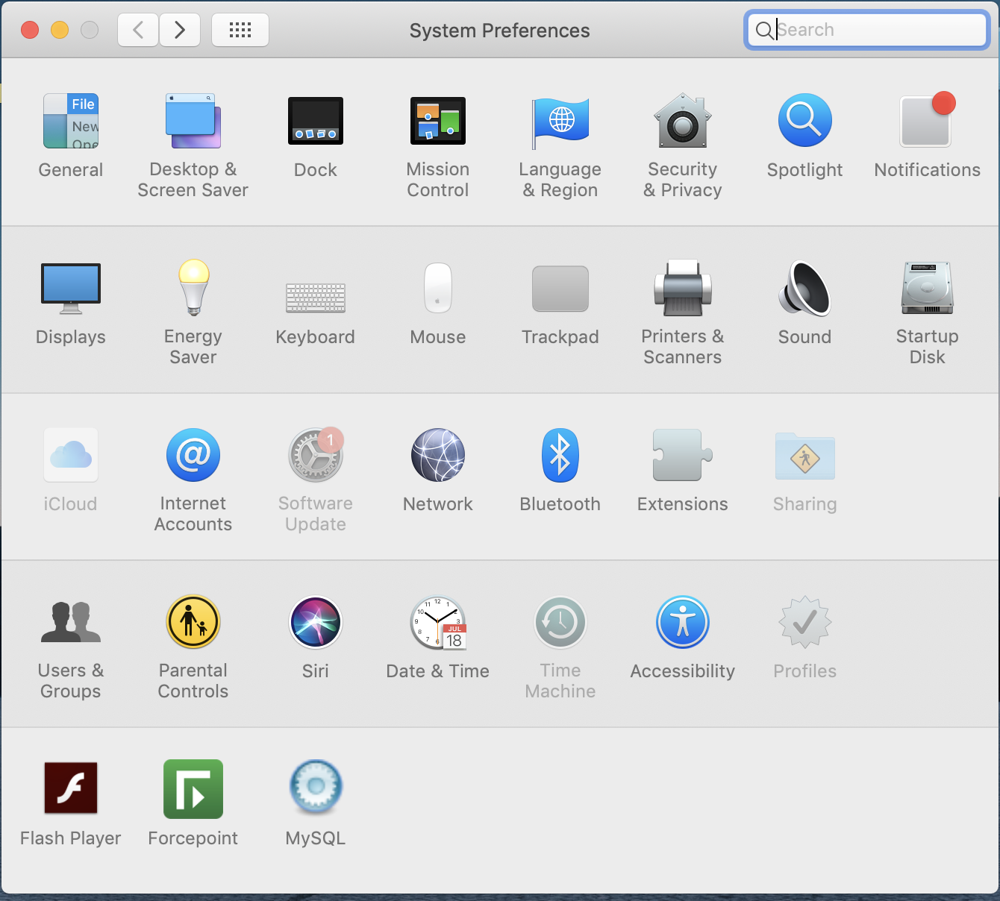 System Preferences
Search
File
New
Ope
General
Desktop &
Screen Saver
Dock
Mission
Control
Language
& Region
Security
& Privacy
Spotlight
Notifications
Displays
Energy
Saver
Keyboard
Mouse
Trackpad
Printers &
Scanners
Sound
Startup
Disk
iCloud
@
Internet
Accounts
1
Software
Update
Network
Bluetooth
Extensions
Sharing
Users &
Groups
Parental
Controls
Siri
12
11 1
10
9 3
8
7 6
JUL
18
Date & Time
Time
Machine
Accessibility
Profiles
Flash Player
Forcepoint
MySQL